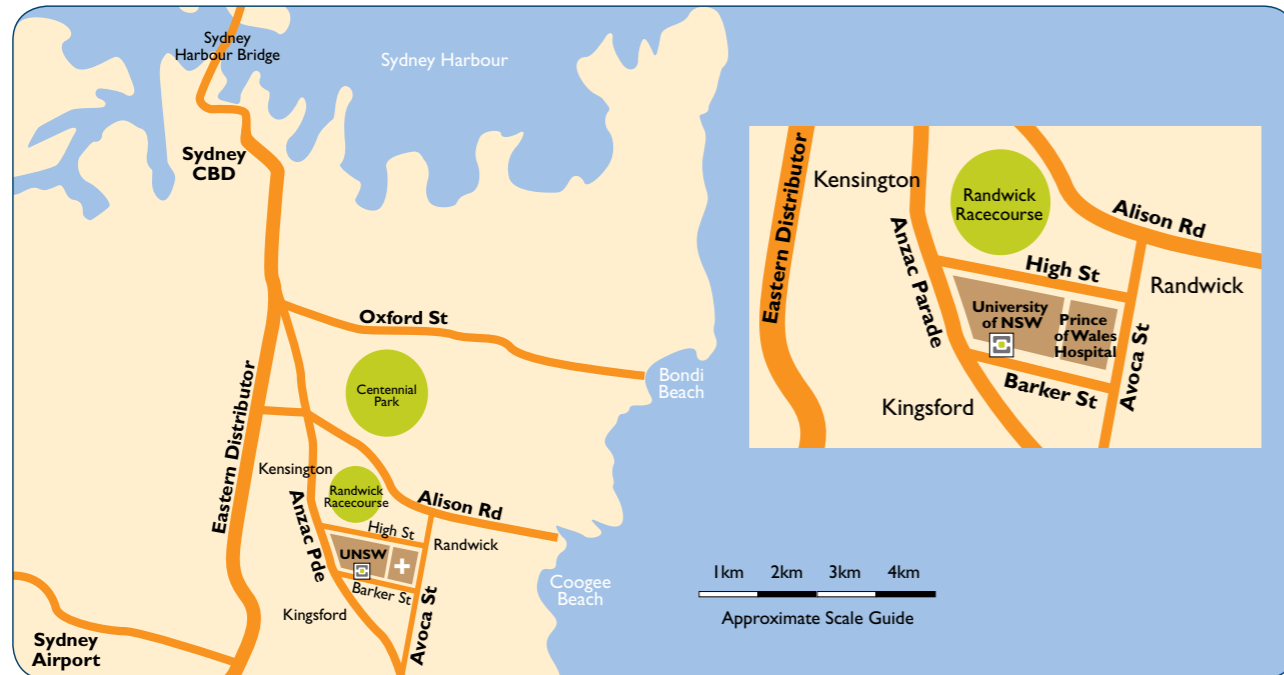 Sydney
Harbour Bridge
Sydney Harbour
Sydney
CBD
Oxford St
Bondi
Beach
Centennial
Park
Eastern Distributor
Kensington
Randwick
Racecourse
Alison Rd
Anzac Pde
High St
Randwick
UNSW
Barker St
Coogee
Beach
Kingsford
Avoca St
Sydney
Airport
Eastern Distributor
Kensington
Randwick
Racecourse
Alison Rd
Anzac Parade
High St
Randwick
University
of NSW
Prince
of Wales
Hospital
Avoca St
Barker St
Kingsford
1km 2km 3km 4km
Approximate Scale Guide